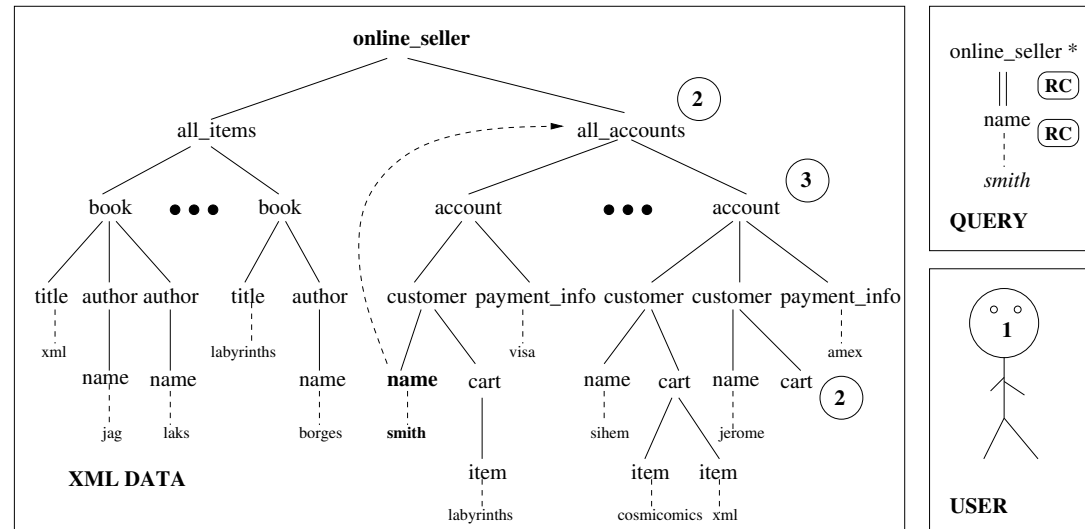 online_seller
2
all_items all_accounts
3
book ●●● book account ●●● account
title author author title author customer payment_info customer customer payment_info
xml labyrinths visa amex
name name name name cart name cart name cart
2
jag laks borges smith sihem jerome
item item item
XML DATA
labyrinths cosmicomics xml
online_seller *
RC
name RC
smith
QUERY
1
USER